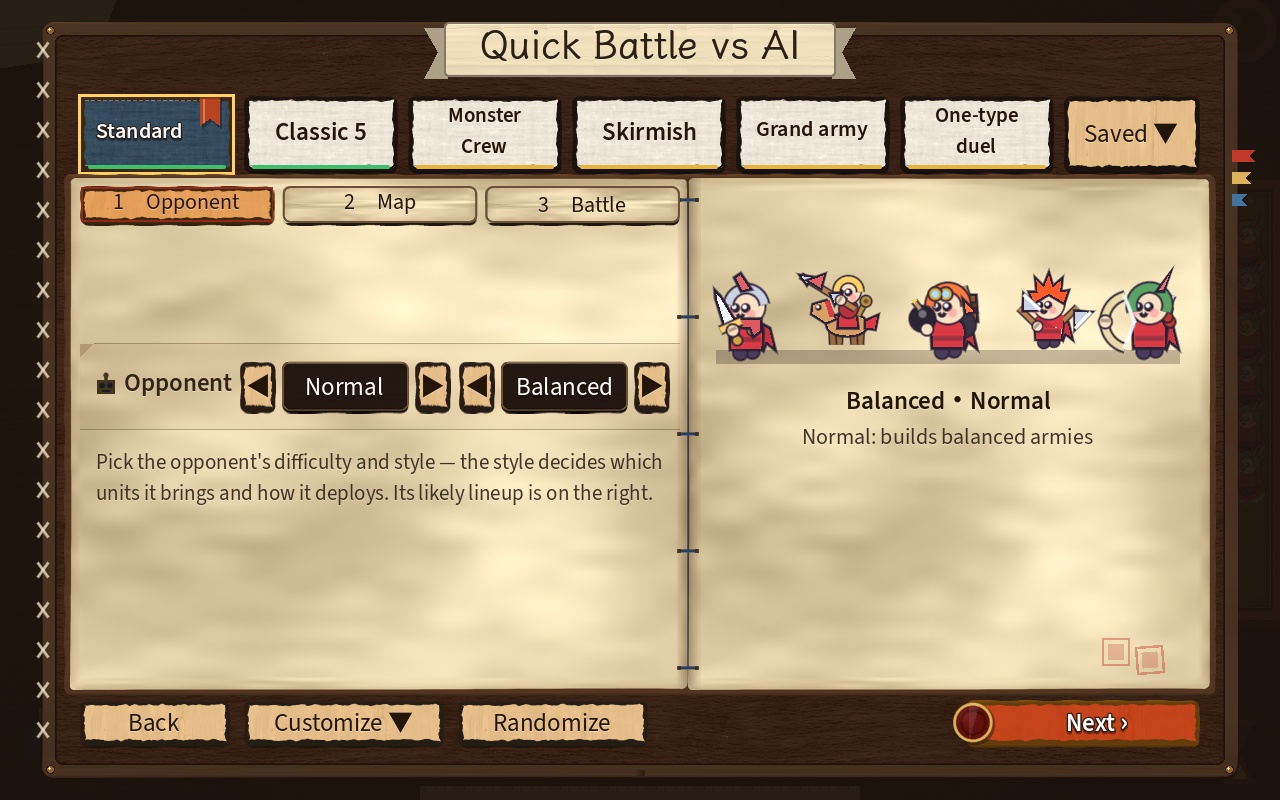 Quick Battle vs AI
Standard
Classic 5
Monster
Crew
Skirmish
Grand army
One-type
duel
Saved ▼
1 Opponent
2 Map
3 Battle
Opponent
Normal
Balanced
Pick the opponent's difficulty and style — the style decides which
units it brings and how it deploys. Its likely lineup is on the right.
Balanced • Normal
Normal: builds balanced armies
Back
Customize ▼
Randomize
Next ›